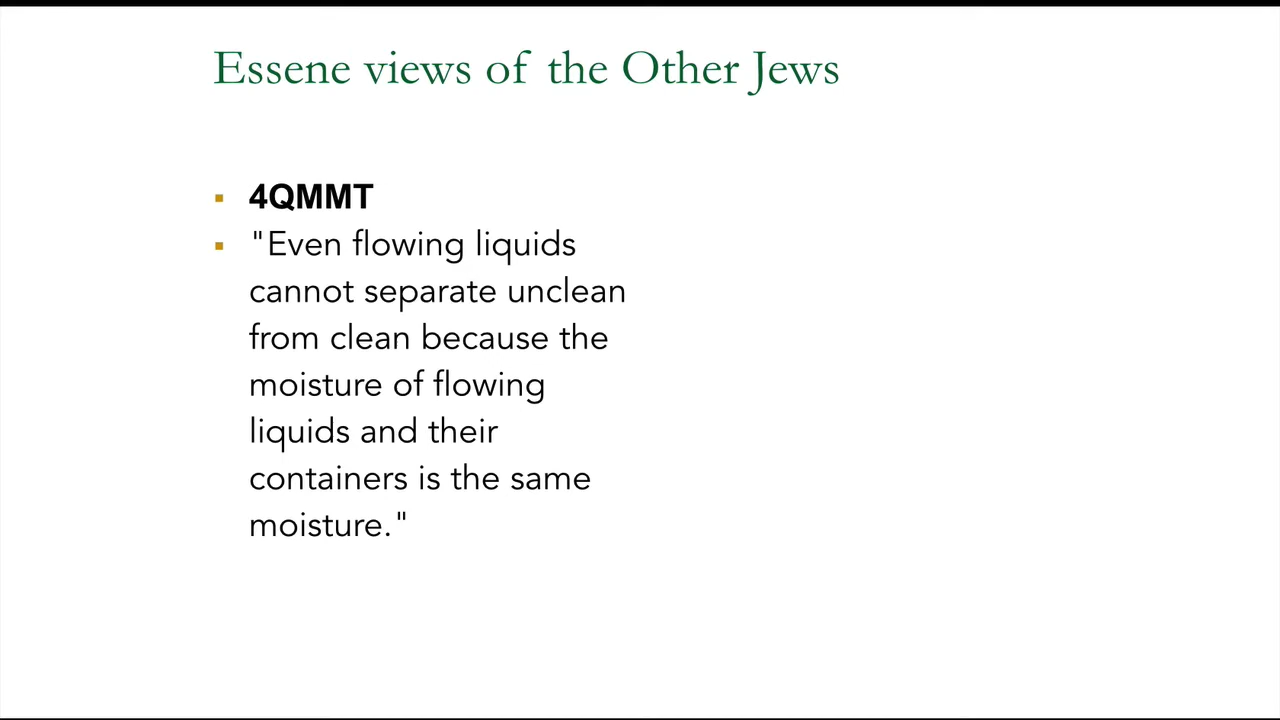 Essene views of the Other Jews
▪ 4QMMT
▪ "Even flowing liquids
cannot separate unclean
from clean because the
moisture of flowing
liquids and their
containers is the same
moisture."